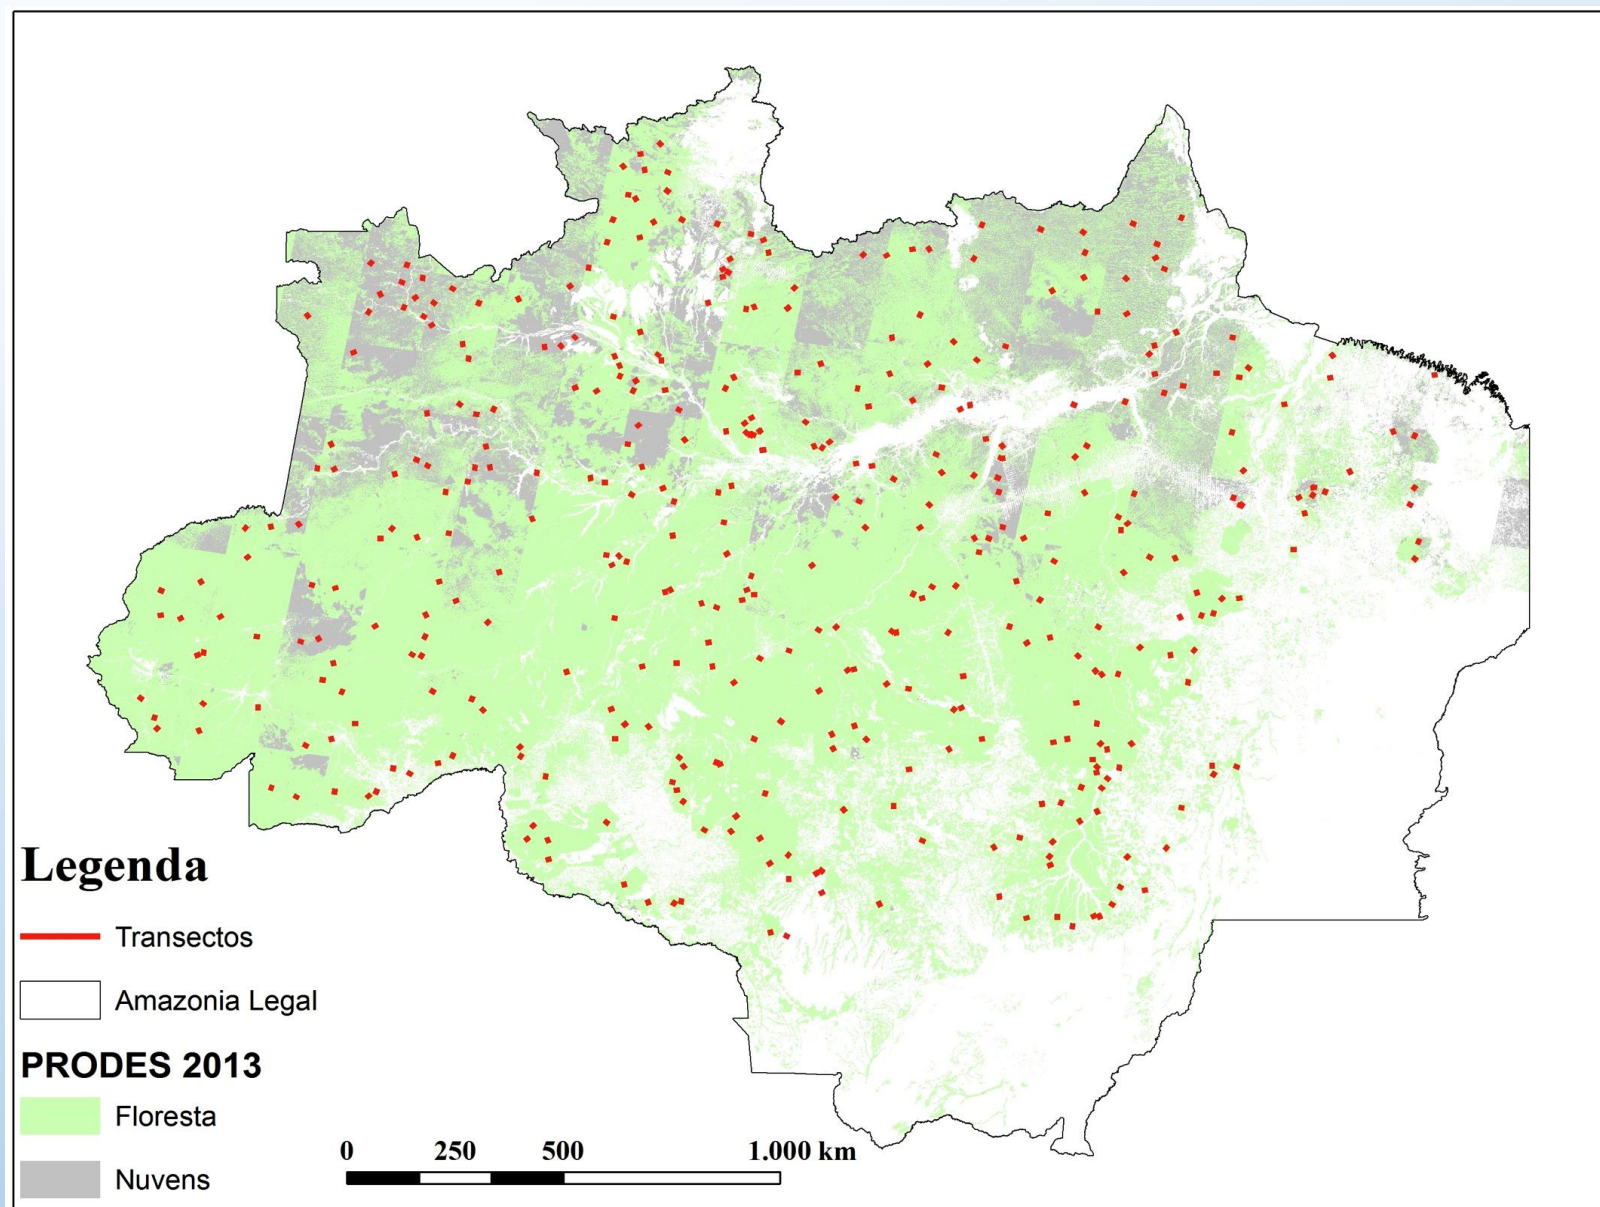 Legenda
Transectos
Amazonia Legal
PRODES 2013
Floresta
Nuvens
0 250 500 1.000 km